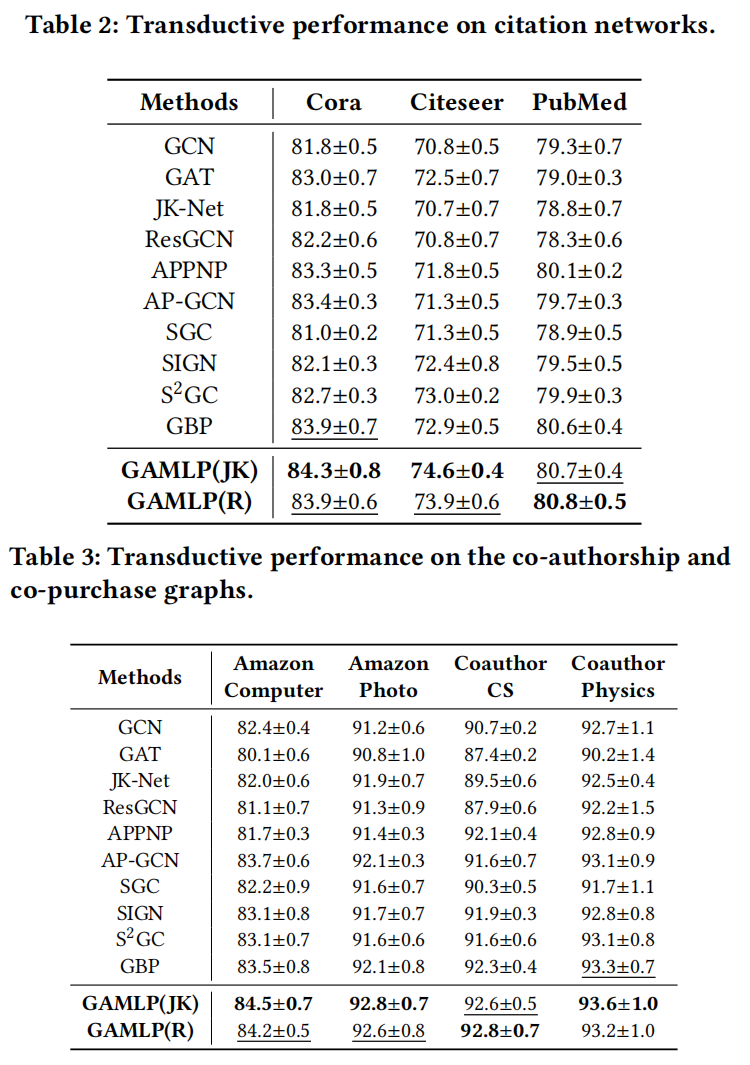 Table 2: Transductive performance on citation networks.
Methods Cora Citeseer PubMed
GCN 81.8±0.5 70.8±0.5 79.3±0.7
GAT 83.0±0.7 72.5±0.7 79.0±0.3
JK-Net 81.8±0.5 70.7±0.7 78.8±0.7
ResGCN 82.2±0.6 70.8±0.7 78.3±0.6
APPNP 83.3±0.5 71.8±0.5 80.1±0.2
AP-GCN 83.4±0.3 71.3±0.5 79.7±0.3
SGC 81.0±0.2 71.3±0.5 78.9±0.5
SIGN 82.1±0.3 72.4±0.8 79.5±0.5
S²GC 82.7±0.3 73.0±0.2 79.9±0.3
GBP 83.9±0.7 72.9±0.5 80.6±0.4
GAMLP(JK) 84.3±0.8 74.6±0.4 80.7±0.4
GAMLP(R) 83.9±0.6 73.9±0.6 80.8±0.5
Table 3: Transductive performance on the co-authorship and
co-purchase graphs.
Methods Amazon Computer Amazon Photo Coauthor CS Coauthor Physics
GCN 82.4±0.4 91.2±0.6 90.7±0.2 92.7±1.1
GAT 80.1±0.6 90.8±1.0 87.4±0.2 90.2±1.4
JK-Net 82.0±0.6 91.9±0.7 89.5±0.6 92.5±0.4
ResGCN 81.1±0.7 91.3±0.9 87.9±0.6 92.2±1.5
APPNP 81.7±0.3 91.4±0.3 92.1±0.4 92.8±0.9
AP-GCN 83.7±0.6 92.1±0.3 91.6±0.7 93.1±0.9
SGC 82.2±0.9 91.6±0.7 90.3±0.5 91.7±1.1
SIGN 83.1±0.8 91.7±0.7 91.9±0.3 92.8±0.8
S²GC 83.1±0.7 91.6±0.6 91.6±0.6 93.1±0.8
GBP 83.5±0.8 92.1±0.8 92.3±0.4 93.3±0.7
GAMLP(JK) 84.5±0.7 92.8±0.7 92.6±0.5 93.6±1.0
GAMLP(R) 84.2±0.5 92.6±0.8 92.8±0.7 93.2±1.0